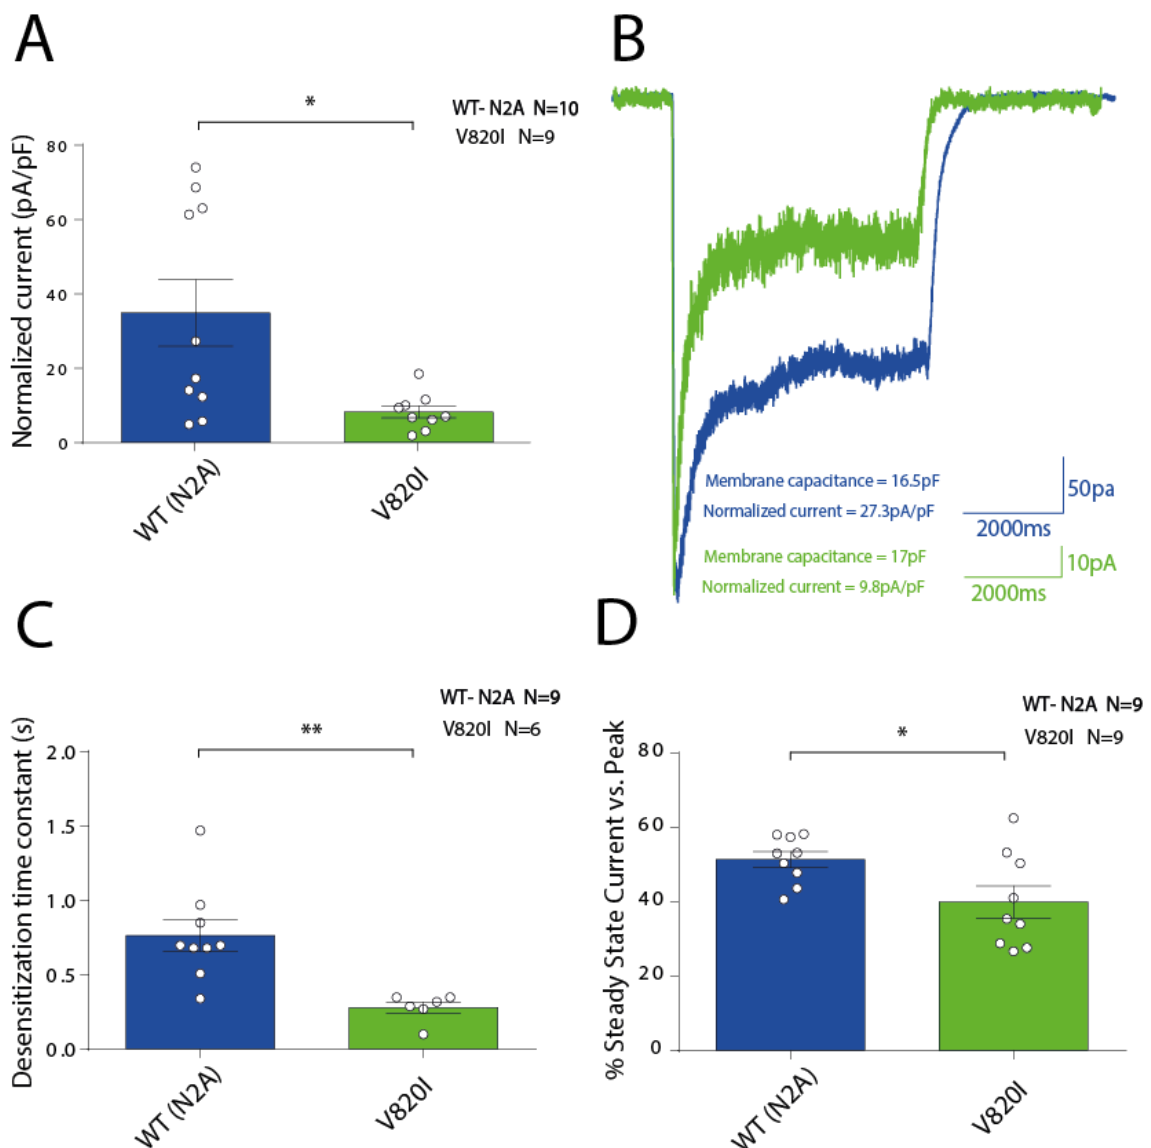 A
*
WT- N2A N=10
V820I N=9
Normalized current (pA/pF)
80
60
40
20
0
WT (N2A)
V820I
B
Membrane capacitance = 16.5pF
Normalized current = 27.3pA/pF
50pa
2000ms
Membrane capacitance = 17pF
Normalized current = 9.8pA/pF
10pA
2000ms
C
WT- N2A N=9
V820I N=6
**
Desensitization time constant (s)
2.0
1.5
1.0
0.5
0.0
WT (N2A)
V820I
D
WT- N2A N=9
V820I N=9
*
% Steady State Current vs. Peak
80
60
40
20
0
WT (N2A)
V820I